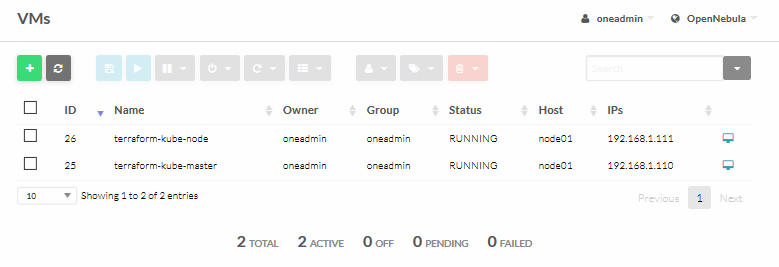 VMs oneadmin OpenNebula
Search
ID Name Owner Group Status Host IPs
26 terraform-kube-node oneadmin oneadmin RUNNING node01 192.168.1.111
25 terraform-kube-master oneadmin oneadmin RUNNING node01 192.168.1.110
10 Showing 1 to 2 of 2 entries Previous 1 Next
2 TOTAL 2 ACTIVE 0 OFF 0 PENDING 0 FAILED